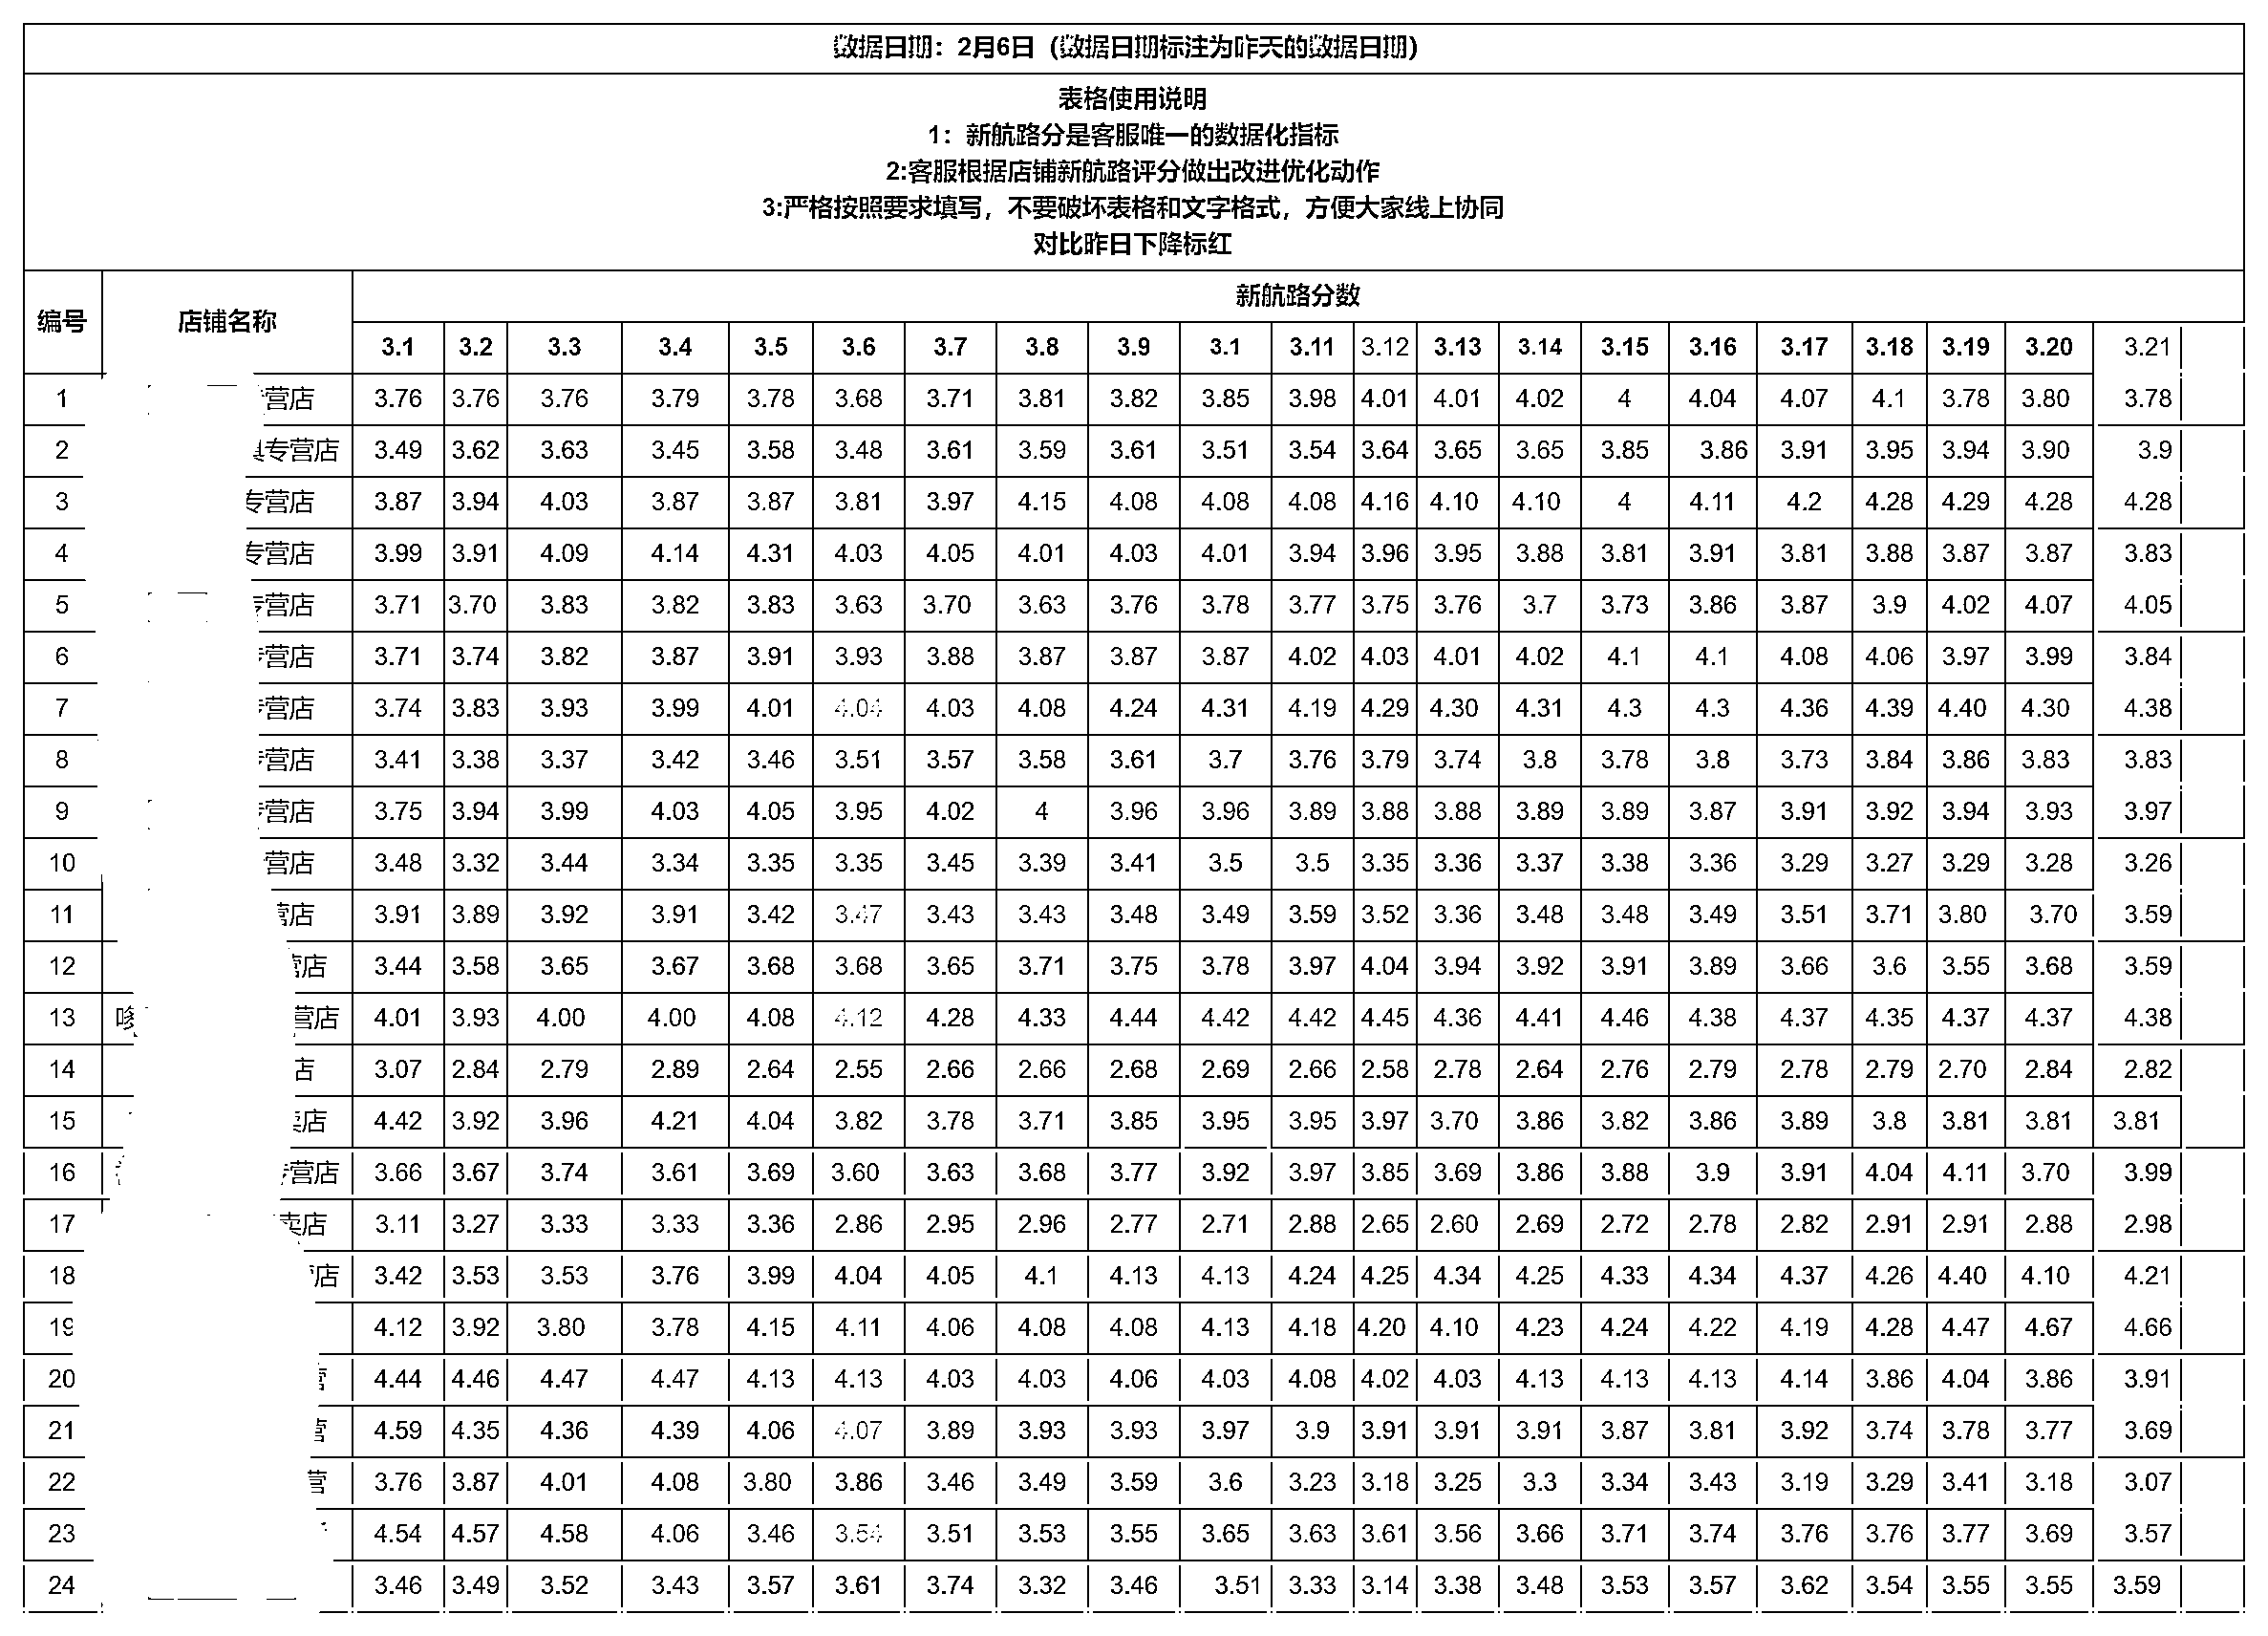 数据日期：2月6日（数据日期标注为昨天的数据日期）
表格使用说明
1：新航路分是客服唯一的数据化指标
2:客服根据店铺新航路评分做出改进优化动作
3:严格按照要求填写，不要破坏表格和文字格式，方便大家线上协同
对比昨日下降标红
编号 店铺名称 新航路分数
3.1 3.2 3.3 3.4 3.5 3.6 3.7 3.8 3.9 3.1 3.11 3.12 3.13 3.14 3.15 3.16 3.17 3.18 3.19 3.20 3.21
1 营店 3.76 3.76 3.76 3.79 3.78 3.68 3.71 3.81 3.82 3.85 3.98 4.01 4.01 4.02 4 4.04 4.07 4.1 3.78 3.80 3.78
2 专营店 3.49 3.62 3.63 3.45 3.58 3.48 3.61 3.59 3.61 3.51 3.54 3.64 3.65 3.65 3.85 3.86 3.91 3.95 3.94 3.90 3.9
3 专营店 3.87 3.94 4.03 3.87 3.87 3.81 3.97 4.15 4.08 4.08 4.08 4.16 4.10 4.10 4 4.11 4.2 4.28 4.29 4.28 4.28
4 专营店 3.99 3.91 4.09 4.14 4.31 4.03 4.05 4.01 4.03 4.01 3.94 3.96 3.95 3.88 3.81 3.91 3.81 3.88 3.87 3.87 3.83
5 专营店 3.71 3.70 3.83 3.82 3.83 3.63 3.70 3.63 3.76 3.78 3.77 3.75 3.76 3.7 3.73 3.86 3.87 3.9 4.02 4.07 4.05
6 营店 3.71 3.74 3.82 3.87 3.91 3.93 3.88 3.87 3.87 3.87 4.02 4.03 4.01 4.02 4.1 4.1 4.08 4.06 3.97 3.99 3.84
7 营店 3.74 3.83 3.93 3.99 4.01 4.04 4.03 4.08 4.24 4.31 4.19 4.29 4.30 4.31 4.3 4.3 4.36 4.39 4.40 4.30 4.38
8 营店 3.41 3.38 3.37 3.42 3.46 3.51 3.57 3.58 3.61 3.7 3.76 3.79 3.74 3.8 3.78 3.8 3.73 3.84 3.86 3.83 3.83
9 营店 3.75 3.94 3.99 4.03 4.05 3.95 4.02 4 3.96 3.96 3.89 3.88 3.88 3.89 3.89 3.87 3.91 3.92 3.94 3.93 3.97
10 营店 3.48 3.32 3.44 3.34 3.35 3.35 3.45 3.39 3.41 3.5 3.5 3.35 3.36 3.37 3.38 3.36 3.29 3.27 3.29 3.28 3.26
11 营店 3.91 3.89 3.92 3.91 3.42 3.47 3.43 3.43 3.48 3.49 3.59 3.52 3.36 3.48 3.48 3.49 3.51 3.71 3.80 3.70 3.59
12 营店 3.44 3.58 3.65 3.67 3.68 3.68 3.65 3.71 3.75 3.78 3.97 4.04 3.94 3.92 3.91 3.89 3.66 3.6 3.55 3.68 3.59
13 营店 4.01 3.93 4.00 4.00 4.08 4.12 4.28 4.33 4.44 4.42 4.42 4.45 4.36 4.41 4.46 4.38 4.37 4.35 4.37 4.37 4.38
14 店 3.07 2.84 2.79 2.89 2.64 2.55 2.66 2.66 2.68 2.69 2.66 2.58 2.78 2.64 2.76 2.79 2.78 2.79 2.70 2.84 2.82
15 卖店 4.42 3.92 3.96 4.21 4.04 3.82 3.78 3.71 3.85 3.95 3.95 3.97 3.70 3.86 3.82 3.86 3.89 3.8 3.81 3.81 3.81
16 专营店 3.66 3.67 3.74 3.61 3.69 3.60 3.63 3.68 3.77 3.92 3.97 3.85 3.69 3.86 3.88 3.9 3.91 4.04 4.11 3.70 3.99
17 卖店 3.11 3.27 3.33 3.33 3.36 2.86 2.95 2.96 2.77 2.71 2.88 2.65 2.60 2.69 2.72 2.78 2.82 2.91 2.91 2.88 2.98
18 店 3.42 3.53 3.53 3.76 3.99 4.04 4.05 4.1 4.13 4.13 4.24 4.25 4.34 4.25 4.33 4.34 4.37 4.26 4.40 4.10 4.21
19 4.12 3.92 3.80 3.78 4.15 4.11 4.06 4.08 4.08 4.13 4.18 4.20 4.10 4.23 4.24 4.22 4.19 4.28 4.47 4.67 4.66
20 营 4.44 4.46 4.47 4.47 4.13 4.13 4.03 4.03 4.06 4.03 4.08 4.02 4.03 4.13 4.13 4.13 4.14 3.86 4.04 3.86 3.91
21 营 4.59 4.35 4.36 4.39 4.06 4.07 3.89 3.93 3.93 3.97 3.9 3.91 3.91 3.91 3.87 3.81 3.92 3.74 3.78 3.77 3.69
22 营 3.76 3.87 4.01 4.08 3.80 3.86 3.46 3.49 3.59 3.6 3.23 3.18 3.25 3.3 3.34 3.43 3.19 3.29 3.41 3.18 3.07
23 4.54 4.57 4.58 4.06 3.46 3.54 3.51 3.53 3.55 3.65 3.63 3.61 3.56 3.66 3.71 3.74 3.76 3.76 3.77 3.69 3.57
24 3.46 3.49 3.52 3.43 3.57 3.61 3.74 3.32 3.46 3.51 3.33 3.14 3.38 3.48 3.53 3.57 3.62 3.54 3.55 3.55 3.59